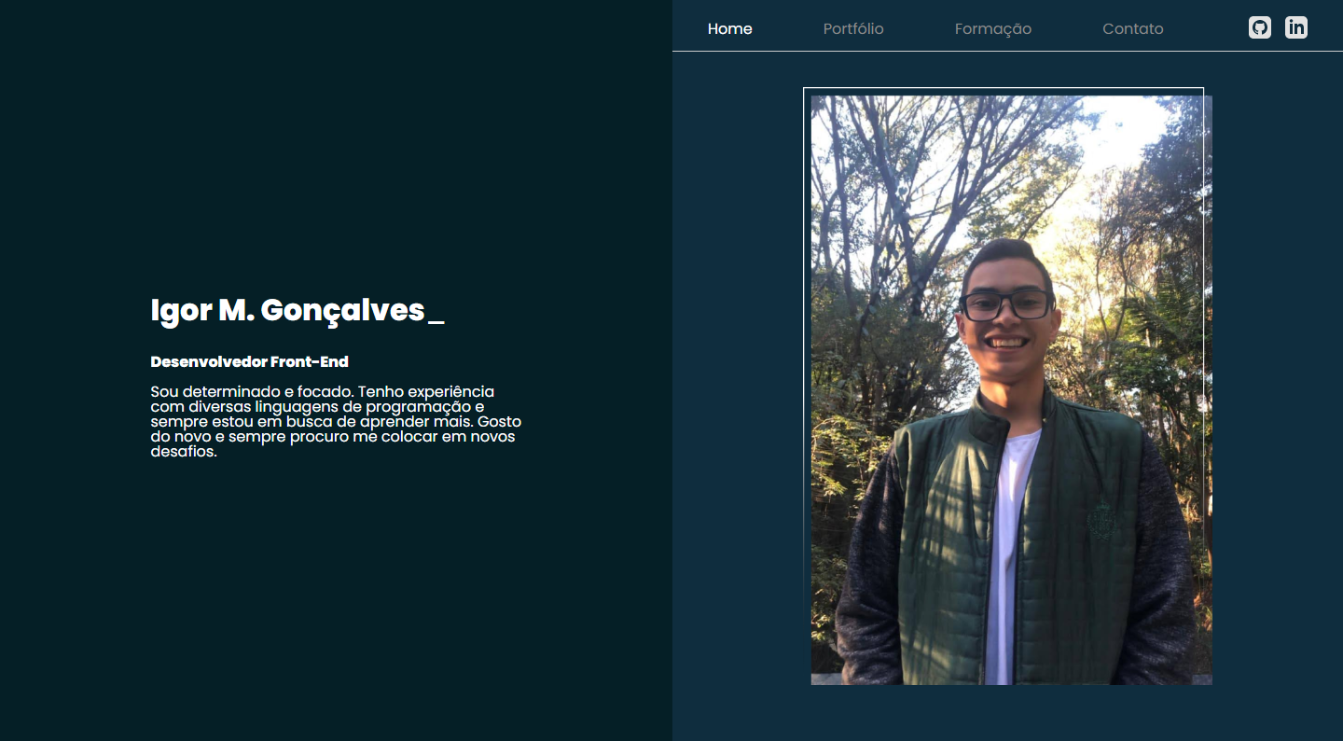 Home
Portfólio
Formação
Contato
Igor M. Gonçalves_
Desenvolvedor Front-End
Sou determinado e focado. Tenho experiência
com diversas linguagens de programação e
sempre estou em busca de aprender mais. Gosto
do novo e sempre procuro me colocar em novos
desafios.